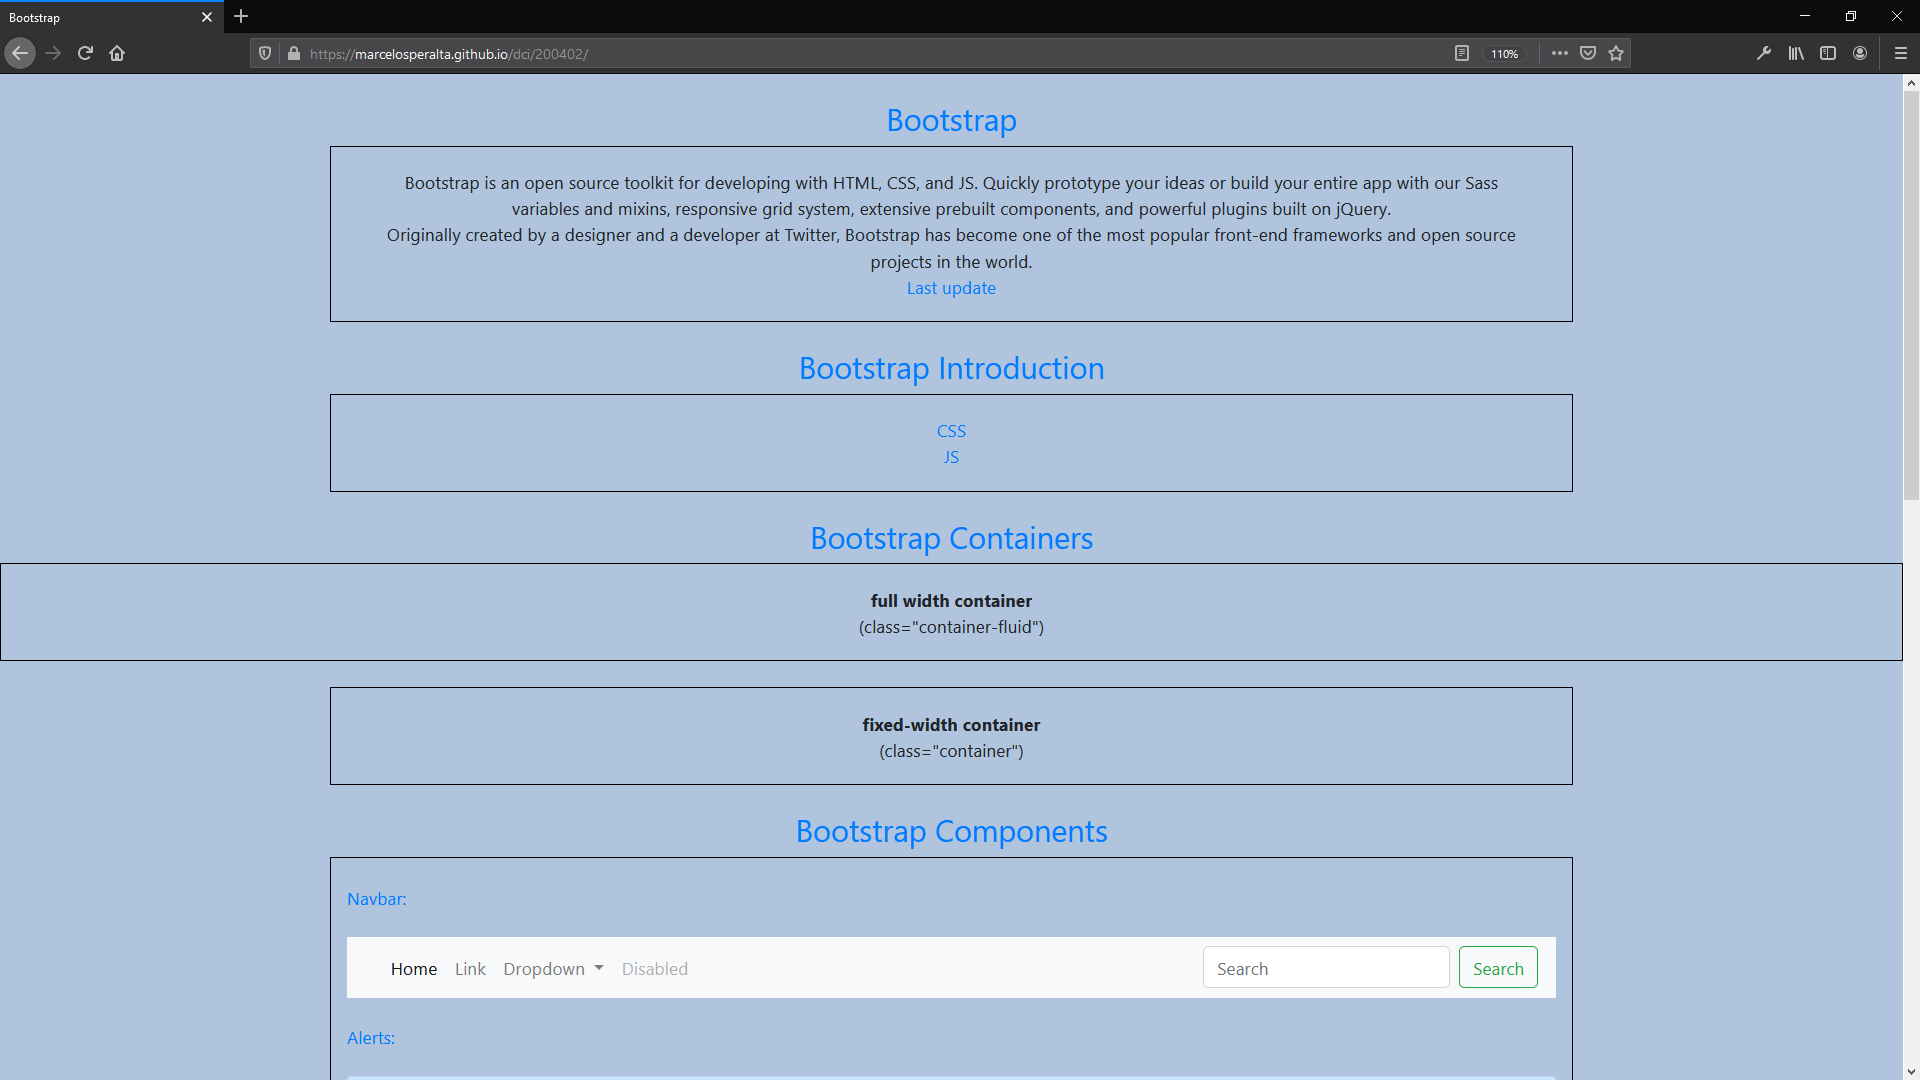 Bootstrap
https://marcelosperalta.github.io/dci/200402/
110%
Bootstrap
Bootstrap is an open source toolkit for developing with HTML, CSS, and JS. Quickly prototype your ideas or build your entire app with our Sass
variables and mixins, responsive grid system, extensive prebuilt components, and powerful plugins built on jQuery.
Originally created by a designer and a developer at Twitter, Bootstrap has become one of the most popular front-end frameworks and open source
projects in the world.
Last update
Bootstrap Introduction
CSS
JS
Bootstrap Containers
full width container
(class="container-fluid")
fixed-width container
(class="container")
Bootstrap Components
Navbar:
Home Link Dropdown Disabled Search Search
Alerts: